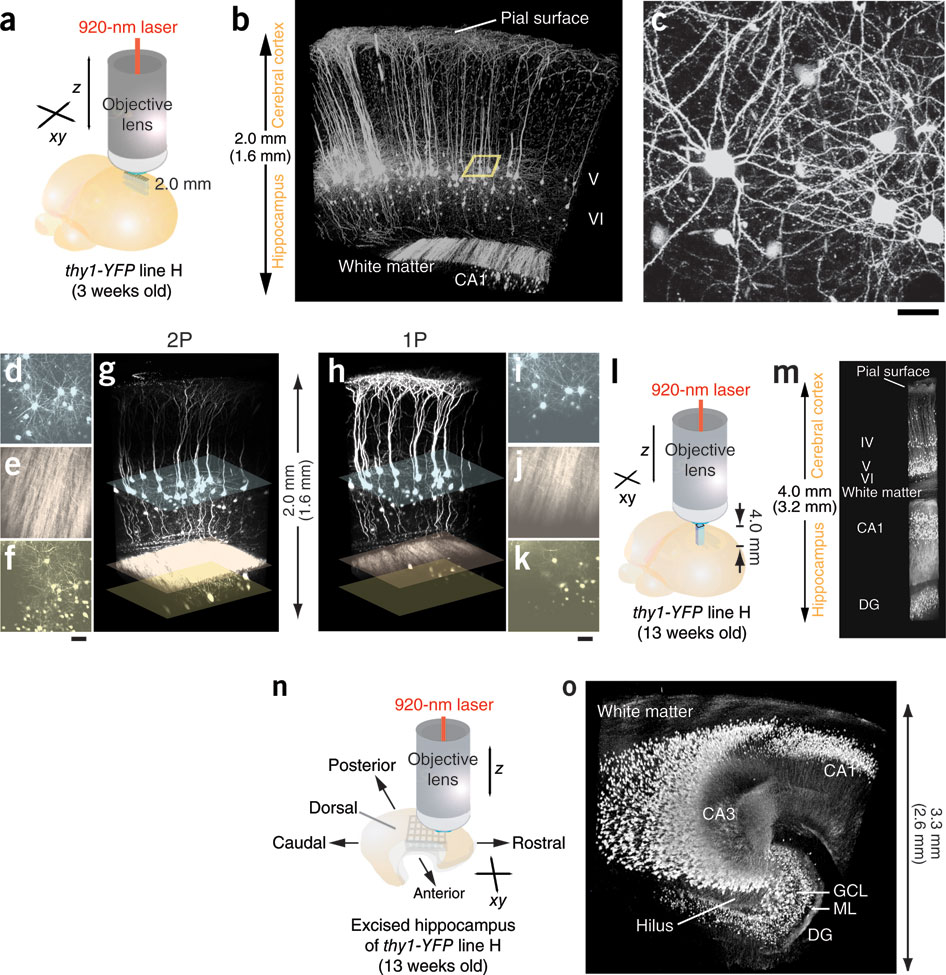 a
920-nm laser
z
Objective
lens
xy
2.0 mm
thy1-YFP line H
(3 weeks old)
b
Pial surface
Cerebral cortex
2.0 mm
(1.6 mm)
Hippocampus
V
VI
White matter
CA1
c
2P
1P
d
e
f
g
2.0 mm
(1.6 mm)
h
i
j
k
l
920-nm laser
z
Objective
lens
xy
4.0 mm
thy1-YFP line H
(13 weeks old)
m
Pial surface
Cerebral cortex
IV
V
VI
4.0 mm
(3.2 mm)
White matter
Hippocampus
CA1
DG
n
920-nm laser
Objective
lens
z
Posterior
Dorsal
Caudal
Rostral
Anterior
xy
Excised hippocampus
of thy1-YFP line H
(13 weeks old)
o
White matter
CA1
CA3
GCL
ML
Hilus
DG
3.3 mm
(2.6 mm)